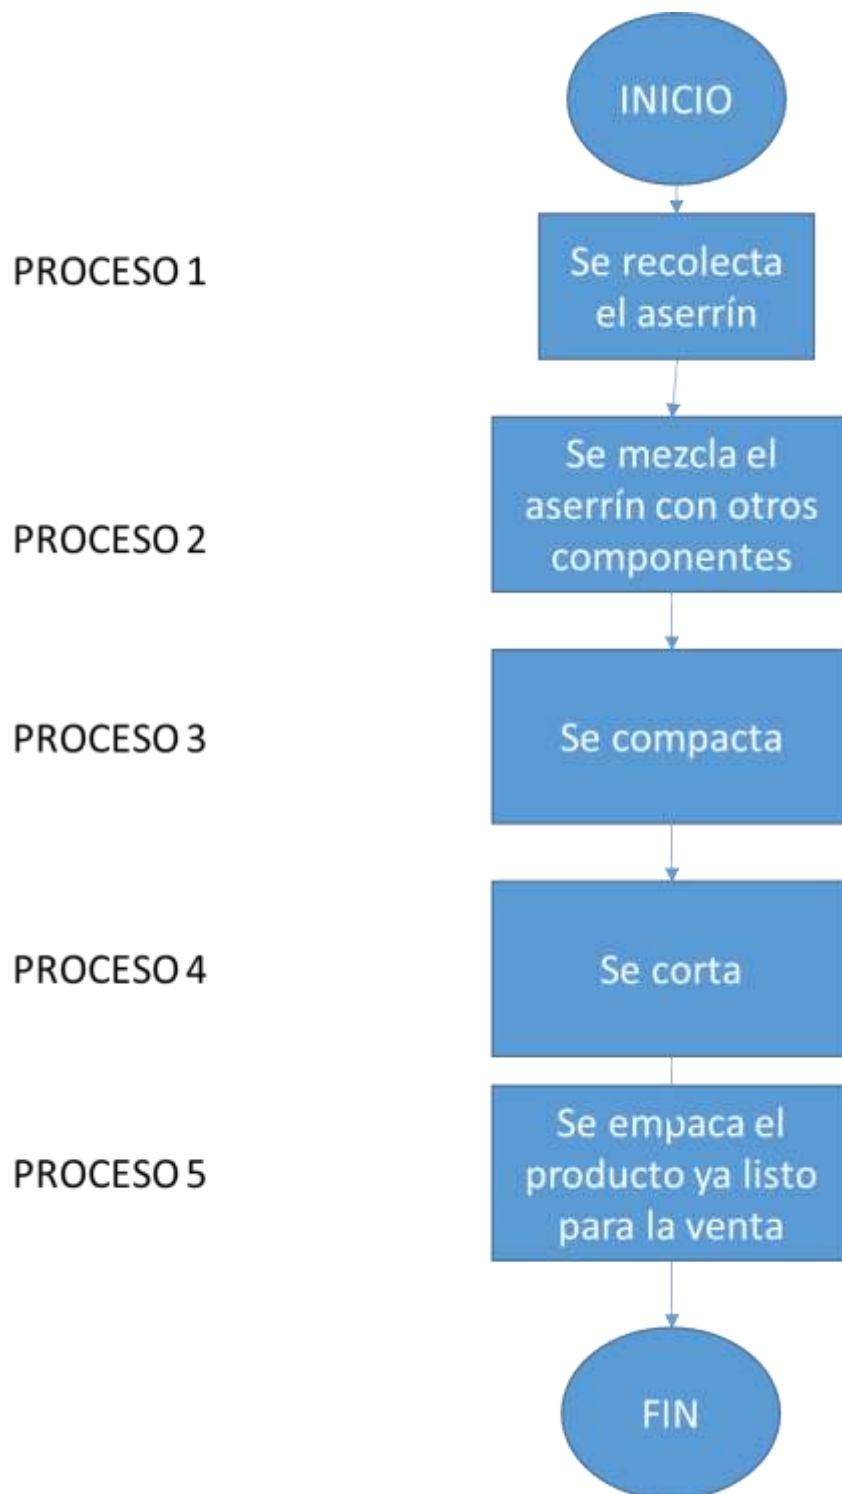 INICIO
PROCESO 1
Se recolecta
el aserrín
PROCESO 2
Se mezcla el
aserrín con otros
componentes
PROCESO 3
Se compacta
PROCESO 4
Se corta
PROCESO 5
Se empaca el
producto ya listo
para la venta
FIN